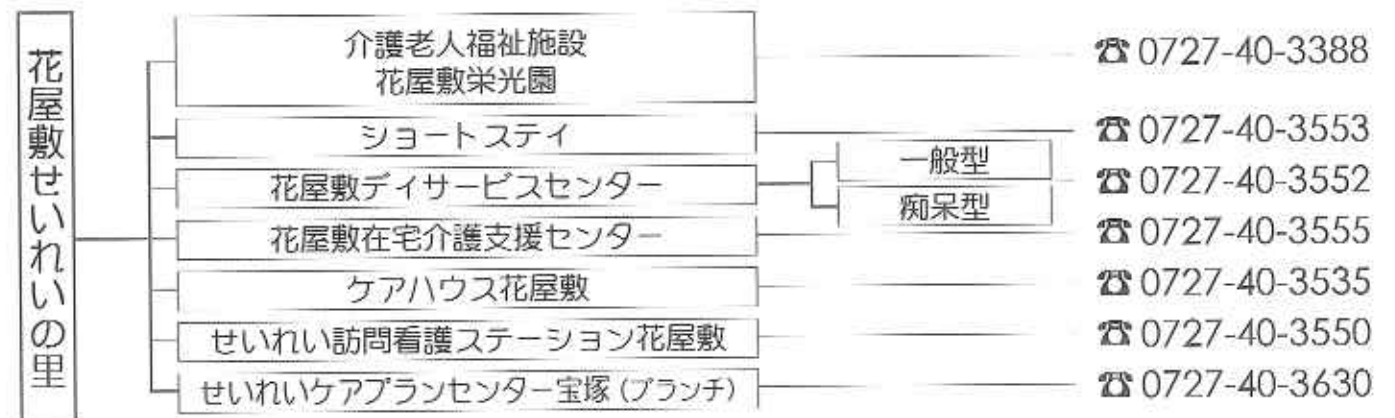 花屋敷せいれいの里
介護老人福祉施設
花屋敷栄光園
☎ 0727-40-3388
ショートステイ
☎ 0727-40-3553
花屋敷デイサービスセンター
一般型
痴呆型
☎ 0727-40-3552
花屋敷在宅介護支援センター
☎ 0727-40-3555
ケアハウス花屋敷
☎ 0727-40-3535
せいれい訪問看護ステーション花屋敷
☎ 0727-40-3550
せいれいケアプランセンター宝塚(ブランチ)
☎ 0727-40-3630